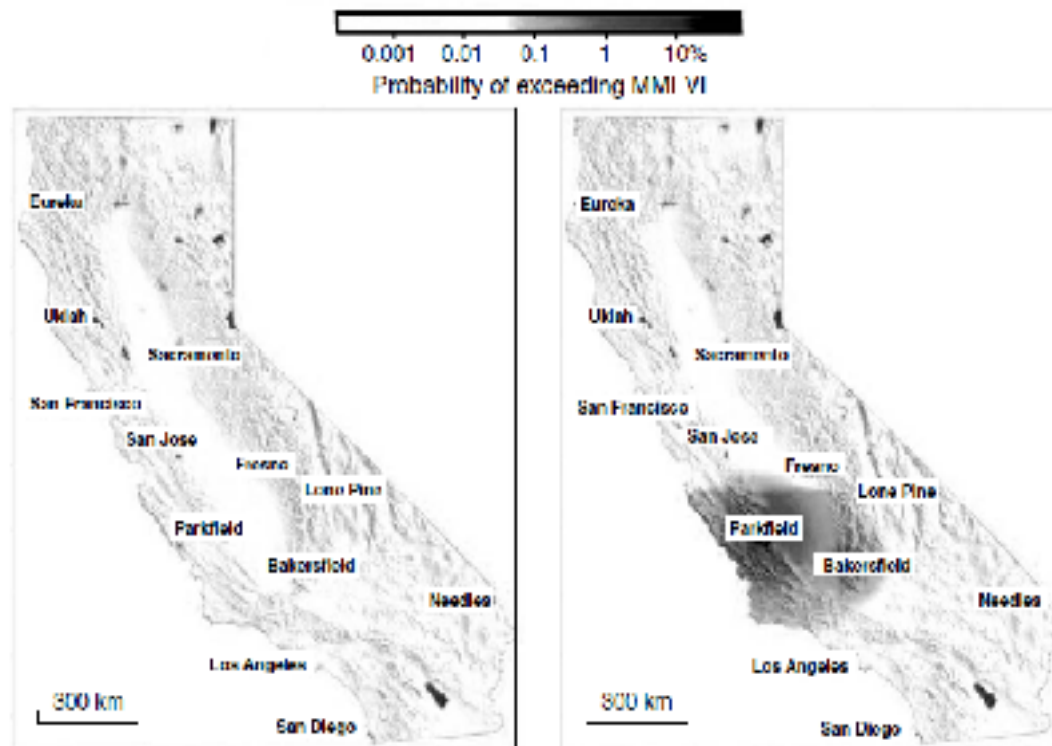 0.001 0.01 0.1 1 10%
Probability of exceeding MMI VI
Eureka
Ukiah
Sacramento
San Francisco
San Jose
Fresno
Lone Pine
Parkfield
Bakersfield
Needles
Los Angeles
300 km
San Diego
Eureka
Ukiah
Sacramento
San Francisco
San Jose
Fresno
Lone Pine
Parkfield
Bakersfield
Needles
Los Angeles
300 km
San Diego